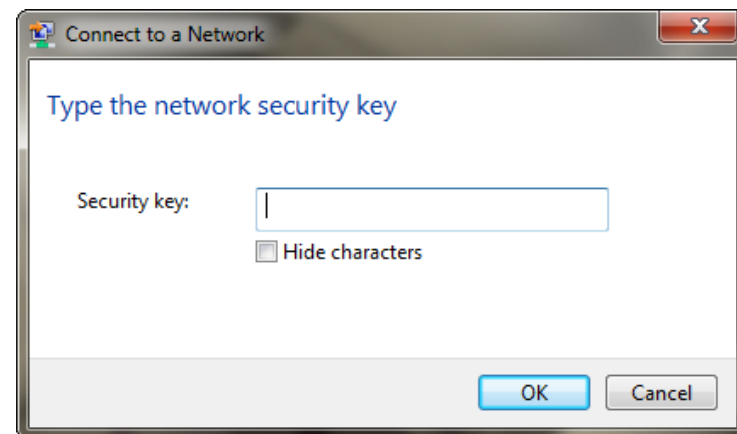 Connect to a Network
Type the network security key
Security key:
Hide characters
OK Cancel